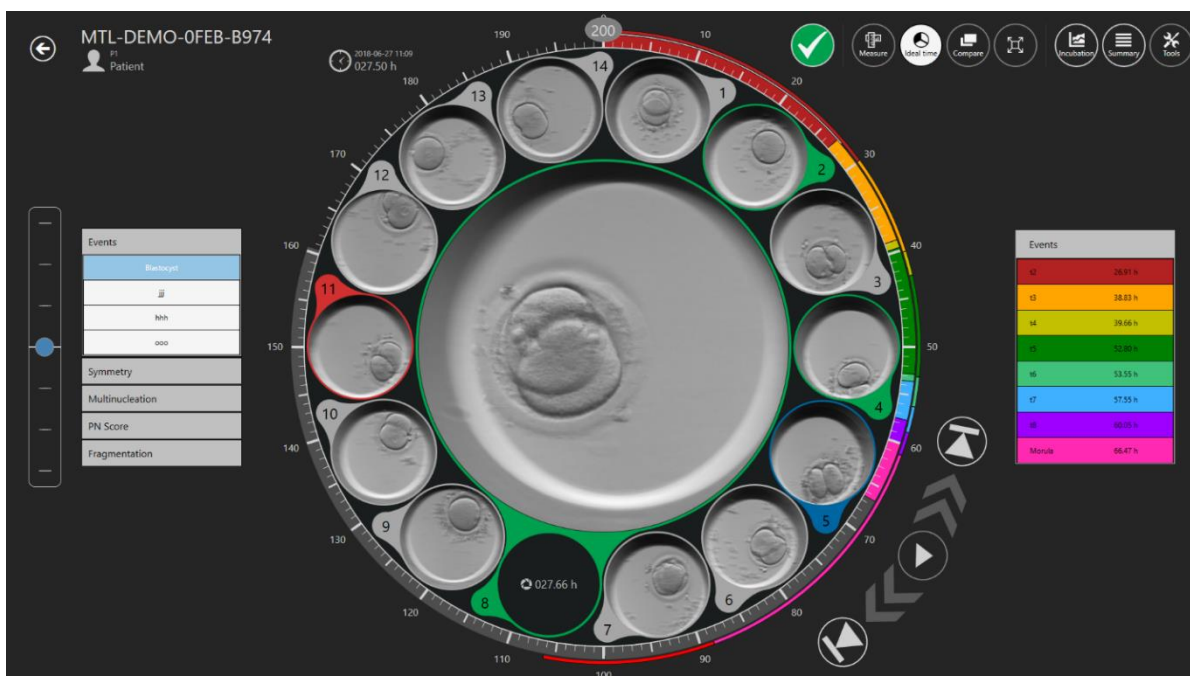 MTL-DEMO-0FEB-B974
P1
Patient
2018-06-27 11:09
027.50 h
Measure
Ideal time
Compare
Incubation
Summary
Tools
200
10
20
30
40
50
60
70
80
90
100
110
120
130
140
150
160
170
180
190
1
2
3
4
5
6
7
8
027.66 h
9
10
11
12
13
14
Events
Blastocyst
jjj
hhh
ooo
Symmetry
Multinucleation
PN Score
Fragmentation
Events
t2 26.91 h
t3 38.83 h
t4 39.66 h
t5 52.80 h
t6 53.55 h
t7 57.55 h
t8 60.05 h
Morula 66.47 h